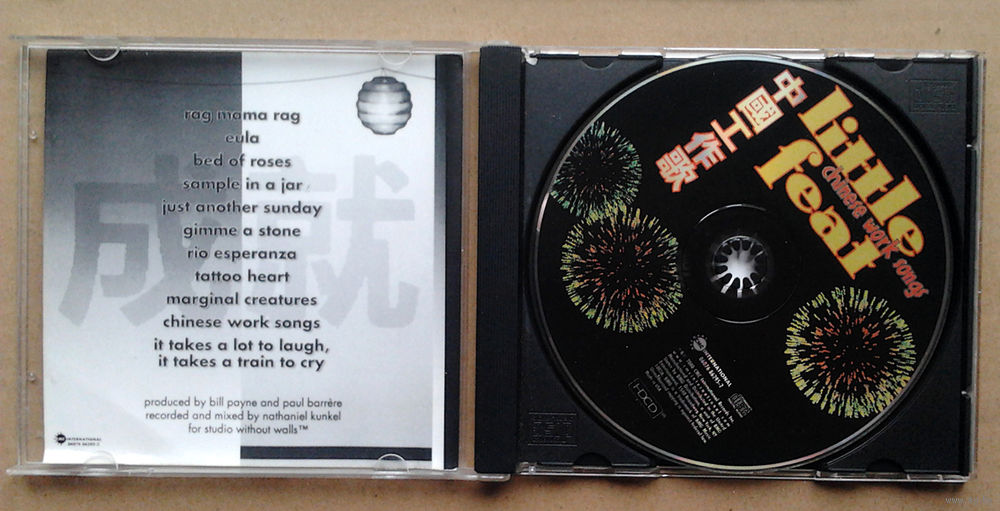 rag mama rag
eula
bed of roses
sample in a jar
just another sunday
gimme a stone
rio esperanza
tattoo heart
marginal creatures
chinese work songs
it takes a lot to laugh,
it takes a train to cry
成就
produced by bill payne and paul barrère
recorded and mixed by nathaniel kunkel
for studio without walls™
INTERNATIONAL
中國工作歌
little
feat
chinese work songs
INTERNATIONAL
HDCD